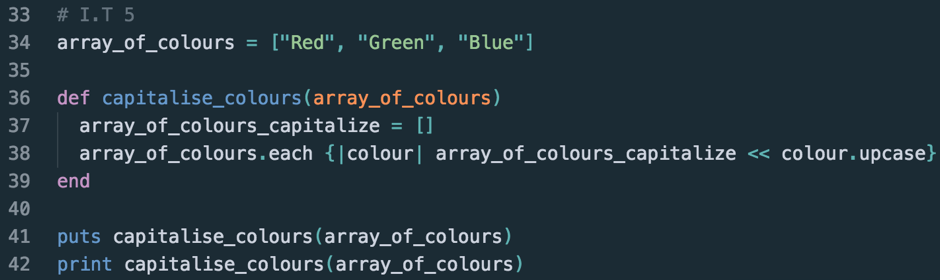 33 # I.T 5
34 array_of_colours = ["Red", "Green", "Blue"]
35
36 def capitalise_colours(array_of_colours)
37   array_of_colours_capitalize = []
38   array_of_colours.each {|colour| array_of_colours_capitalize << colour.upcase}
39 end
40
41 puts capitalise_colours(array_of_colours)
42 print capitalise_colours(array_of_colours)